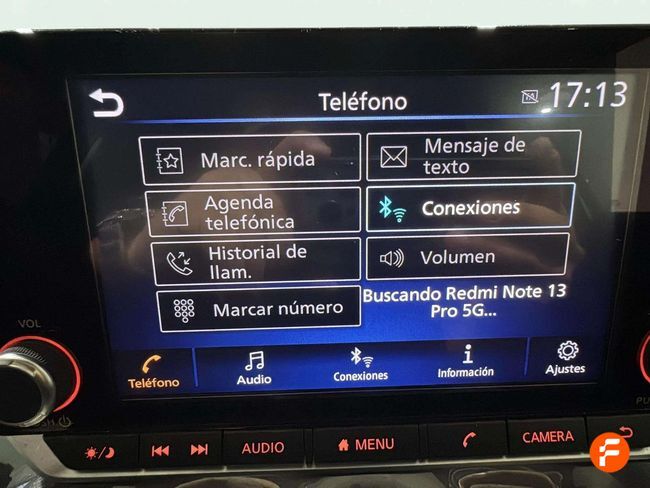 Teléfono
17:13
Marc. rápida
Mensaje de
texto
Agenda
telefónica
Conexiones
Historial de
llam.
Volumen
Marcar número
Buscando Redmi Note 13
Pro 5G...
VOL
Teléfono
Audio
Conexiones
Información
Ajustes
AUDIO
MENU
CAMERA